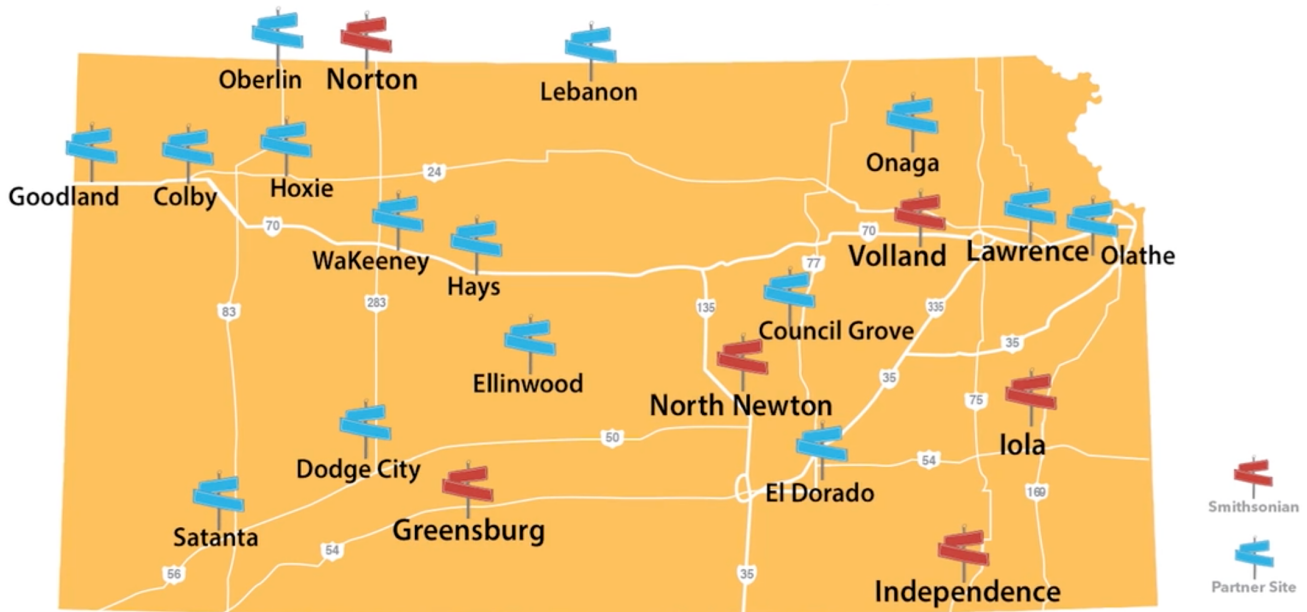 Oberlin
Norton
Lebanon
Onaga
Goodland
Colby
Hoxie
24
70
WaKeeney
Hays
70
Volland
Lawrence
Olathe
77
83
283
135
335
Council Grove
35
Ellinwood
North Newton
35
75
Iola
Dodge City
50
54
El Dorado
169
Smithsonian
Satanta
Greensburg
54
56
35
Independence
Partner Site